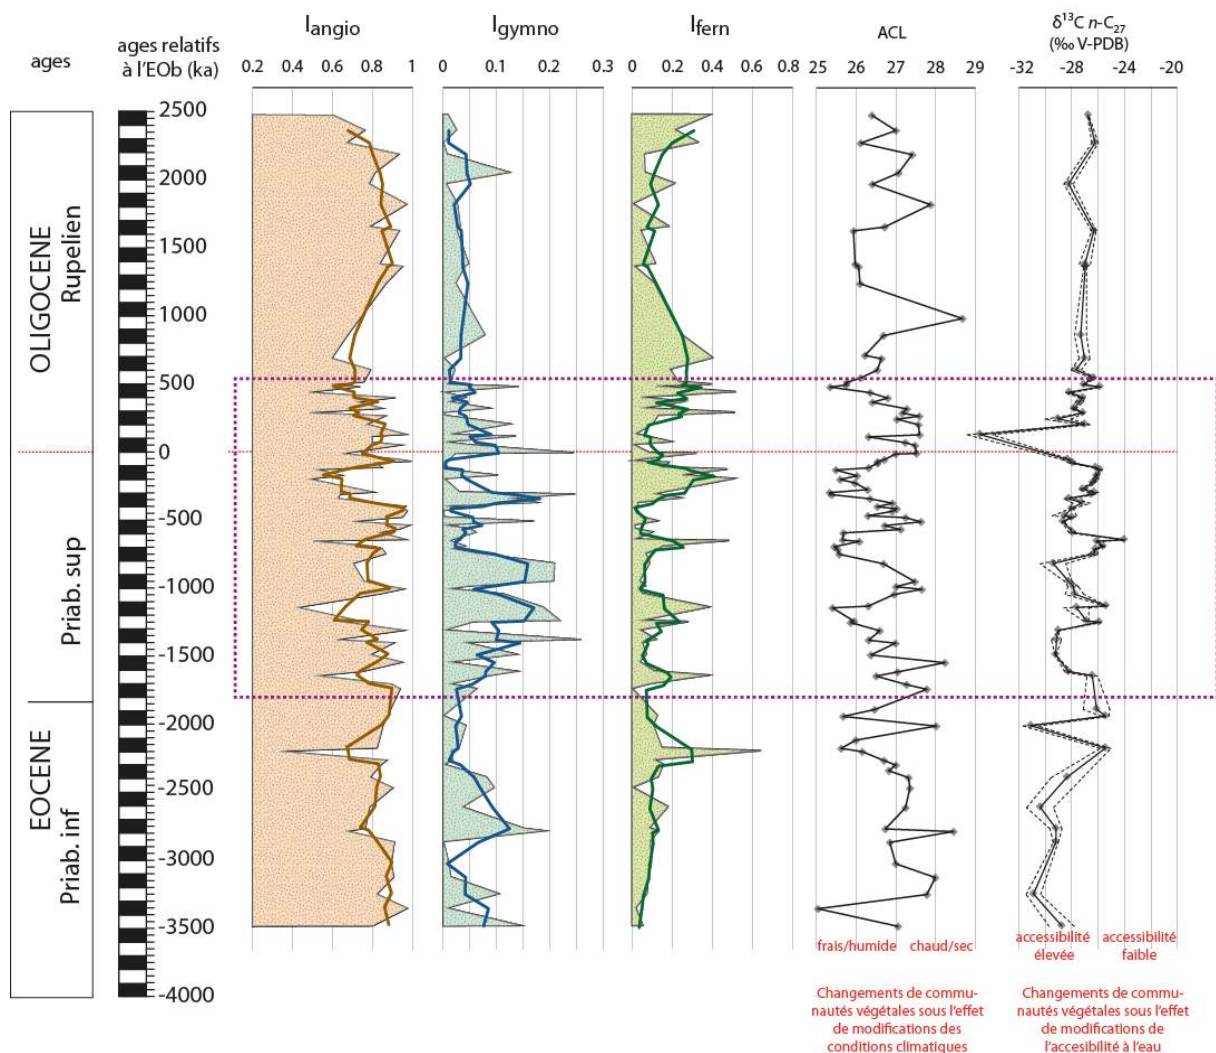 ages
ages relatifs
à l'EOb (ka)
Iangio
Igymno
Ifern
ACL
δ13C n-C27
(‰ V-PDB)
0.2 0.4 0.6 0.8 1
0 0.1 0.2 0.3
0 0.2 0.4 0.6 0.8
25 26 27 28 29
-32 -28 -24 -20
OLIGOCENE
Rupelien
EOCENE
Priab. sup
Priab. inf
2500
2000
1500
1000
500
0
-500
-1000
-1500
-2000
-2500
-3000
-3500
-4000
frais/humide
chaud/sec
accessibilité
élevée
accessibilité
faible
Changements de commu-
nautés végétales sous l'effet
de modifications des
conditions climatiques
Changements de commu-
nautés végétales sous l'effet
de modifications de
l'accesibilité à l'eau